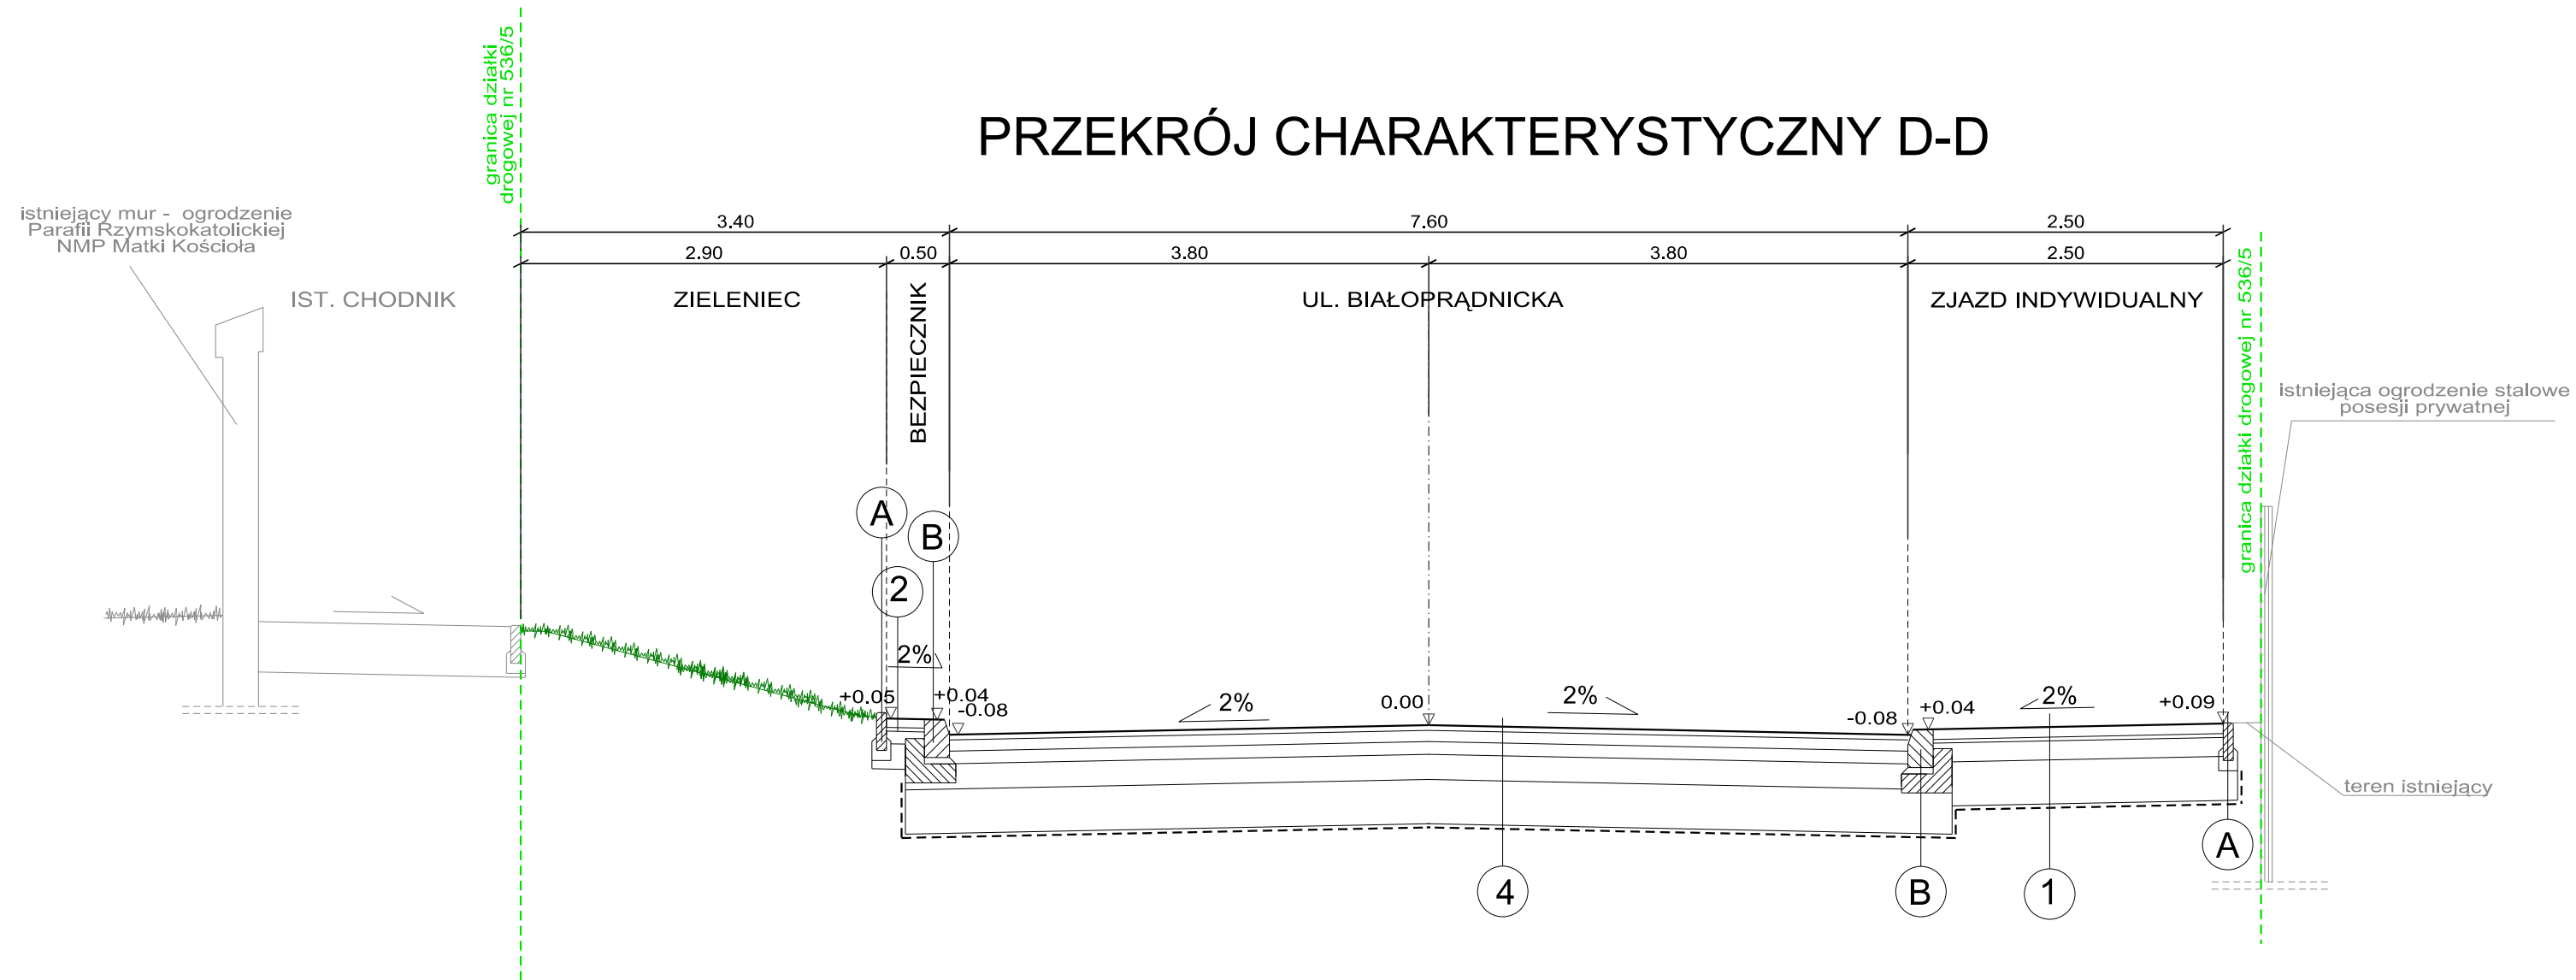 granica działki
drogowej nr 536/5
PRZEKRÓJ CHARAKTERYSTYCZNY D-D
istniejący mur - ogrodzenie
Parafii Rzymskokatolickiej
NMP Matki Kościoła
3.40
7.60
2.50
2.90
0.50
3.80
3.80
2.50
IST. CHODNIK
ZIELENIEC
BEZPIECZNIK
UL. BIAŁOPRĄDNICKA
ZJAZD INDYWIDUALNY
granica działki drogowej nr 536/5
istniejąca ogrodzenie stalowe
posesji prywatnej
A
B
2
2%
+0.05
+0.04
-0.08
2%
0.00
2%
-0.08
+0.04
2%
+0.09
teren istniejący
A
4
B
1